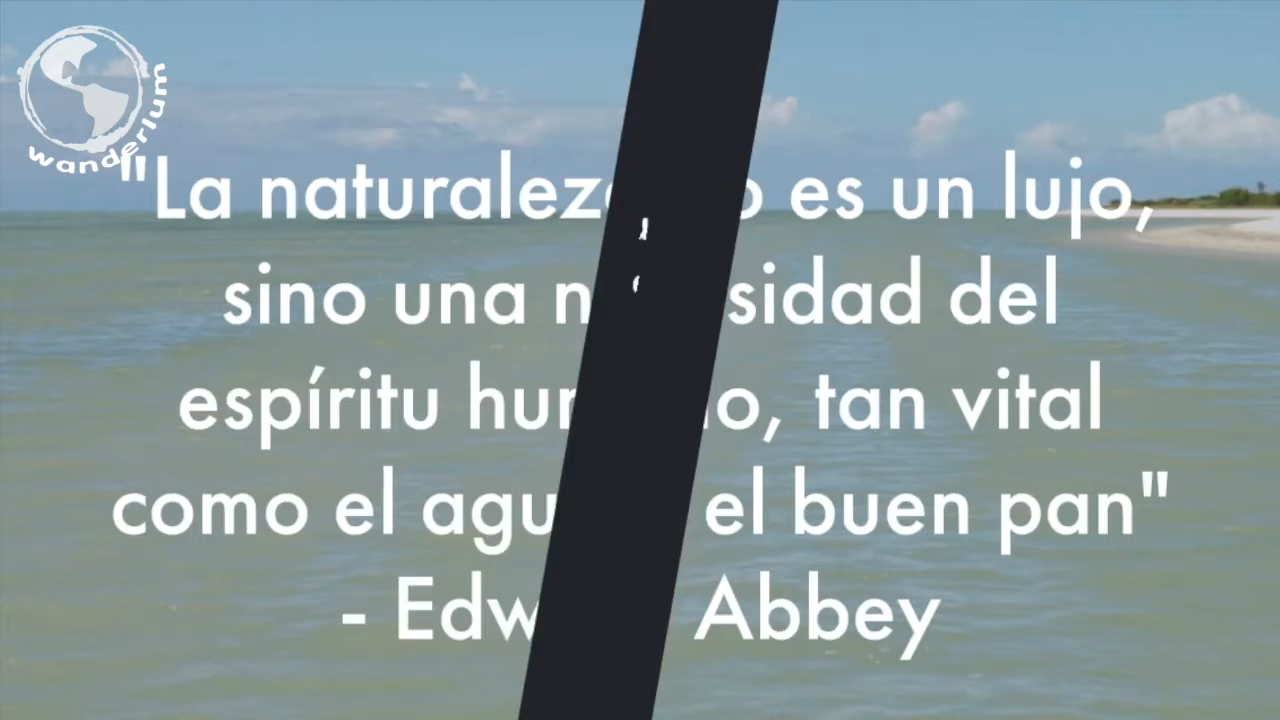 wanderium
"La es un lujo,
sino una del
espíritu tan vital
como el el buen pan"
- Abbey